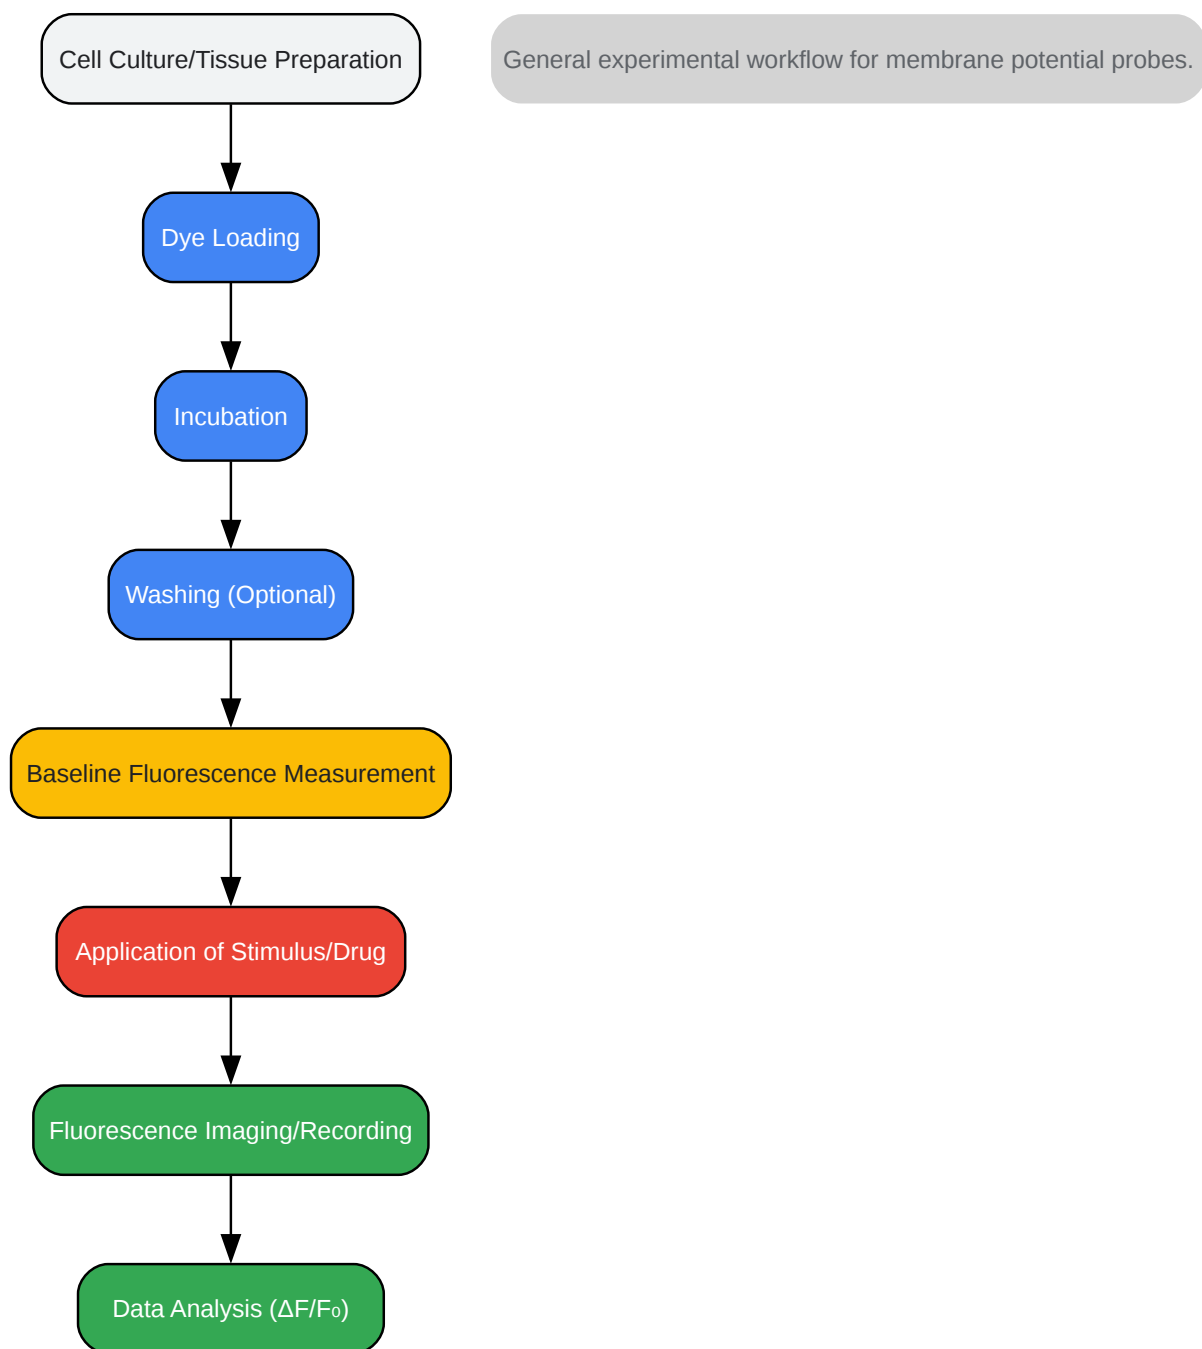 Cell Culture/Tissue Preparation
General experimental workflow for membrane potential probes.
Dye Loading
Incubation
Washing (Optional)
Baseline Fluorescence Measurement
Application of Stimulus/Drug
Fluorescence Imaging/Recording
Data Analysis (ΔF/F₀)